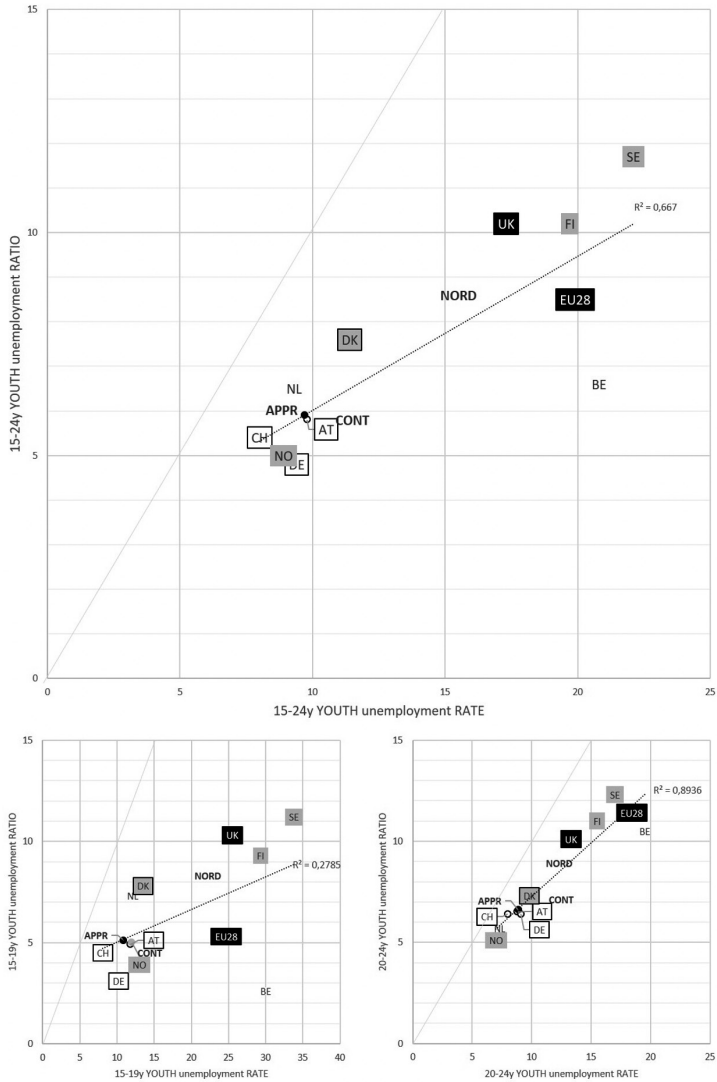 15
SE
R² = 0,667
UK
FI
10
NORD
EU28
DK
NL
BE
APPR
CONT
AT
CH
NO
DE
5
0
0 5 10 15 20 25
15-24y YOUTH unemployment RATE
15-24y YOUTH unemployment RATIO
15
SE
UK
10
FI
R² = 0,2785
NORD
DK
NL
APPR
AT
EU28
5
CH
CONT
NO
DE
BE
0
0 5 10 15 20 25 30 35 40
15-19y YOUTH unemployment RATE
15-19y YOUTH unemployment RATIO
15
SE
R² = 0,8936
EU28
FI
BE
UK
10
NORD
DK
APPR
CONT
AT
CH
NL
DE
NO
5
0
0 5 10 15 20 25
20-24y YOUTH unemployment RATE
20-24y YOUTH unemployment RATIO